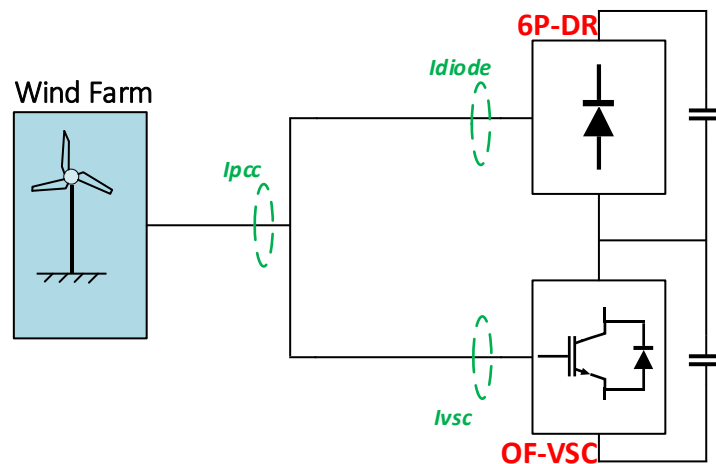 6P-DR
Idiode
Wind Farm
Ipcc
Ivsc
OF-VSC